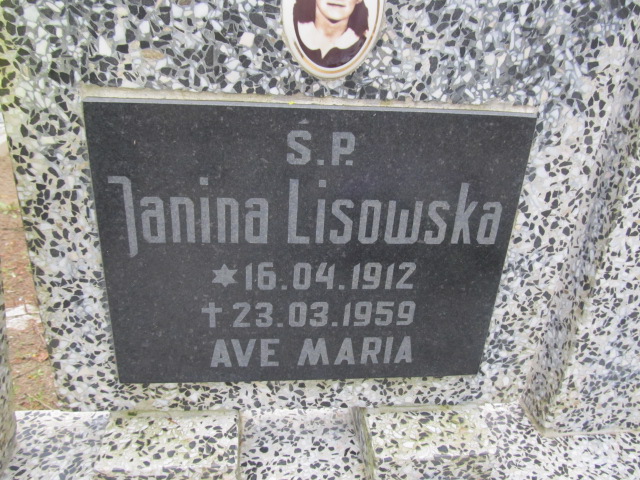 S.P.
Janina Lisowska
*16.04.1912
†23.03.1959
AVE MARIA